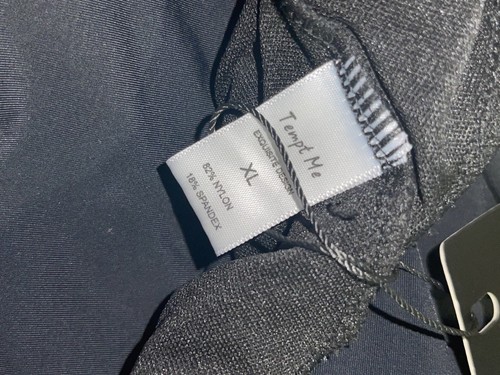 Tempt Me
EXQUISITE DESIGN
XL
82% NYLON
18% SPANDEX